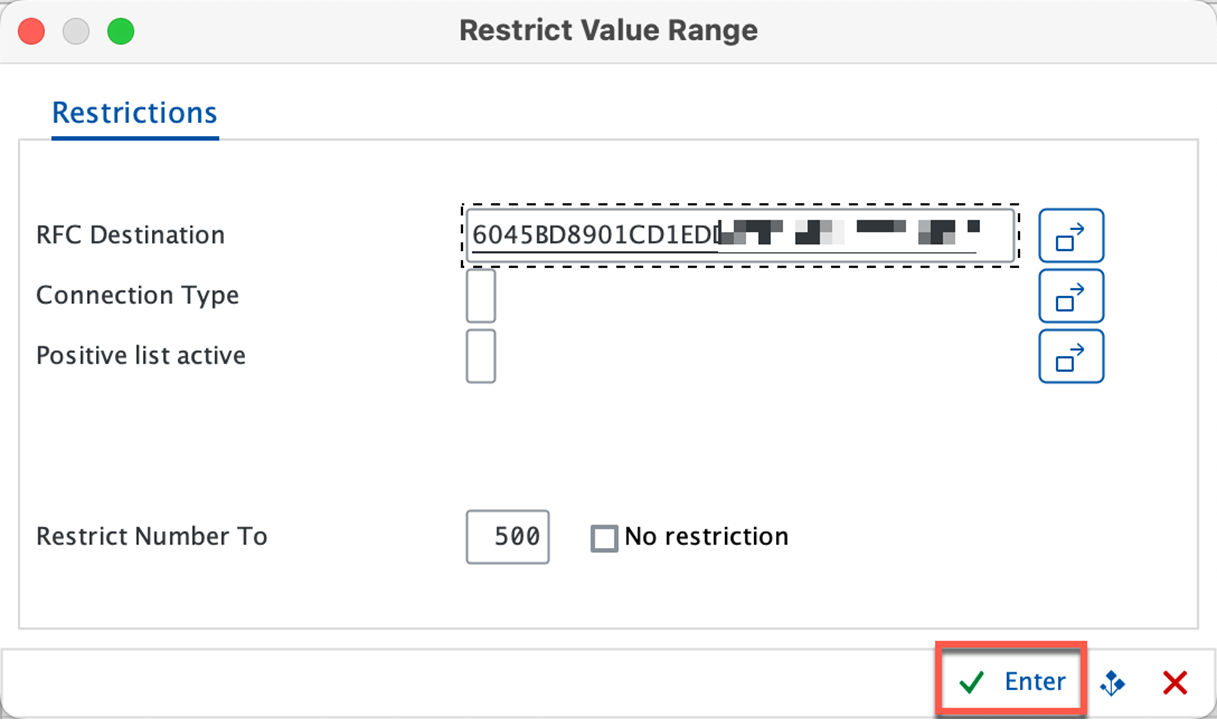 Restrict Value Range
Restrictions
RFC Destination 6045BD8901CD1ED
Connection Type
Positive list active
Restrict Number To 500 No restriction
Enter